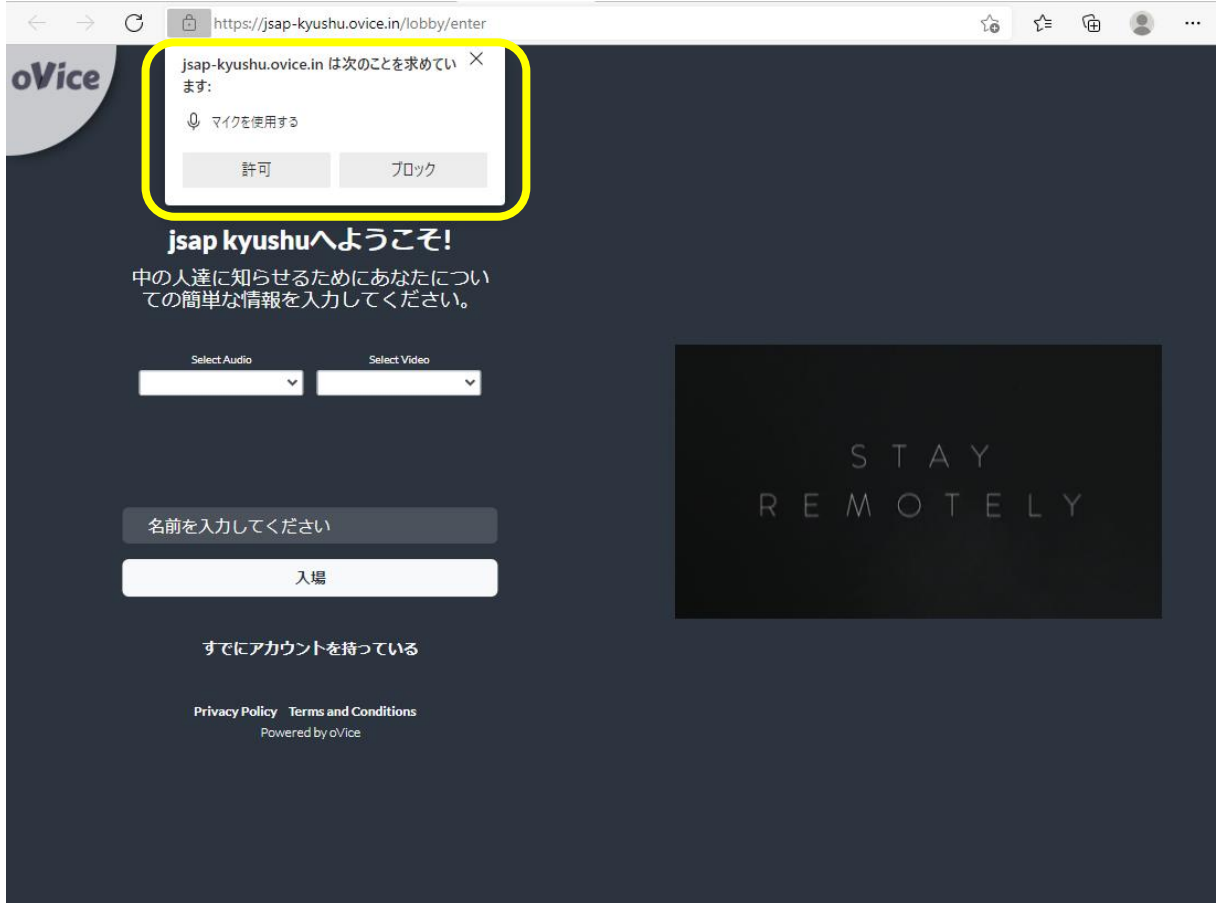 https://jsap-kyushu.ovice.in/lobby/enter
oVice
jsap-kyushu.ovice.in は次のことを求めてい
ます:
マイクを使用する
許可 ブロック
jsap kyushuへようこそ!
中の人達に知らせるためにあなたについ
ての簡単な情報を入力してください。
Select Audio Select Video
STAY
REMOTELY
名前を入力してください
入場
すでにアカウントを持っている
Privacy Policy Terms and Conditions
Powered by oVice